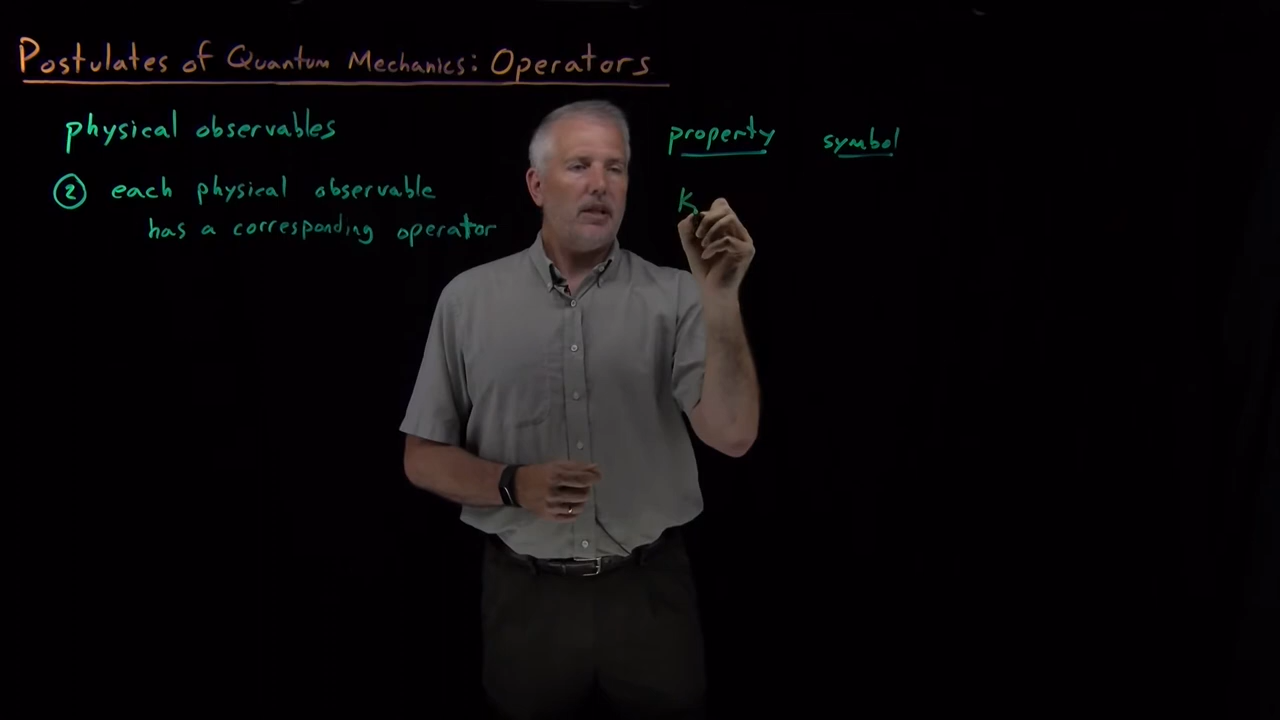 Postulates of Quantum Mechanics: Operators
physical observables
② each physical observable
has a corresponding operator
property symbol
K